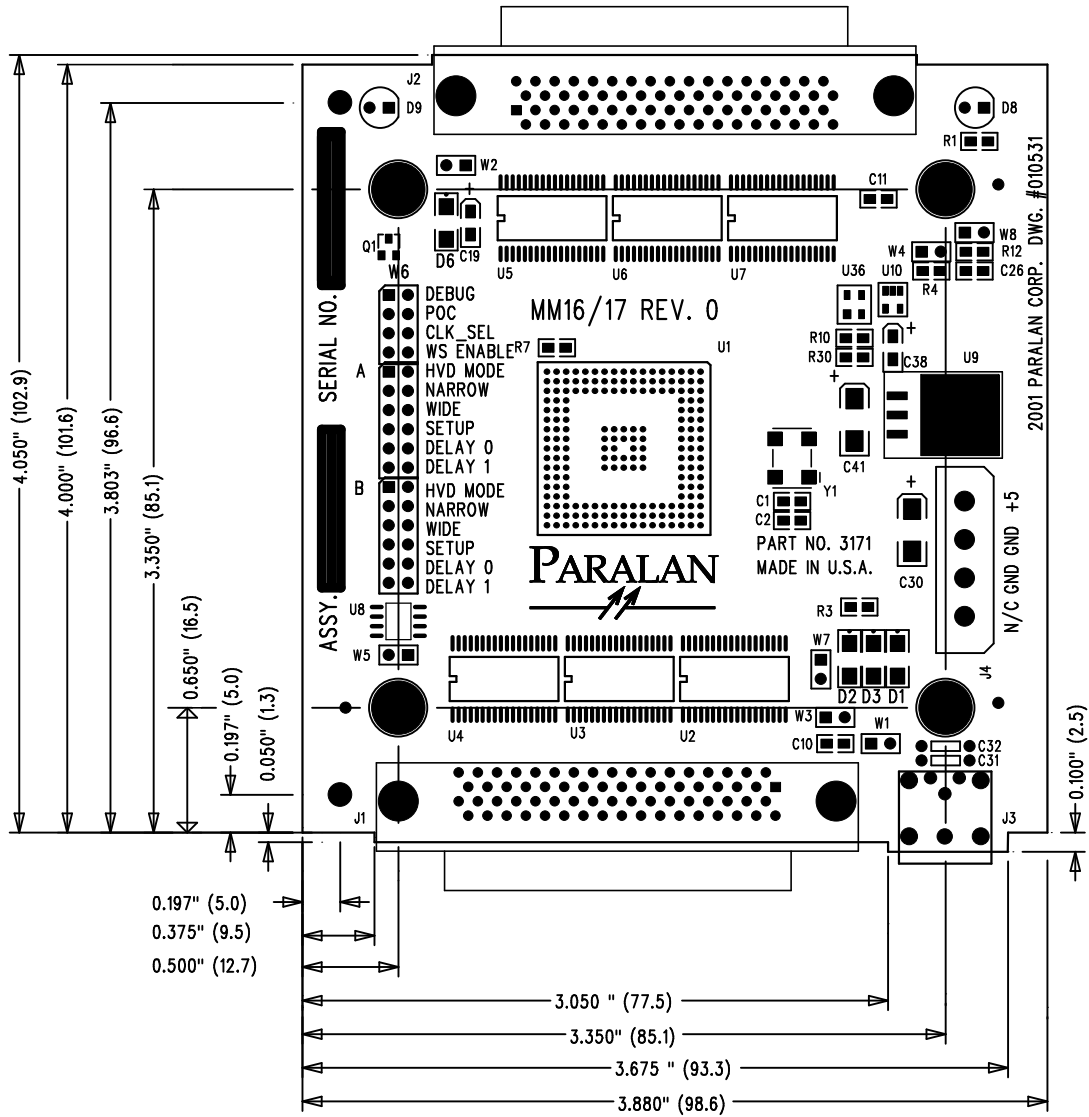 J2
D9
D8
R1
W2
C11
+
Q1
D6
C19
U5
U6
U7
W8
W4
R12
R4
C26
U36
U10
W6
DEBUG
POC
CLK_SEL
WS ENABLE
MM16/17 REV. 0
R7
U1
R10
R30
+
C38
U9
+
C41
SERIAL NO.
2001 PARALAN CORP. DWG. #010531
A
HVD MODE
NARROW
WIDE
SETUP
DELAY 0
DELAY 1
B
HVD MODE
NARROW
WIDE
SETUP
DELAY 0
DELAY 1
Y1
C1
C2
PART NO. 3171
MADE IN U.S.A.
+
C30
N/C GND GND +5
PARALAN
ASSY.
U8
W5
R3
W7
D2 D3 D1
J4
U4
U3
U2
W3
C10
W1
C32
C31
J1
J3
4.050" (102.9)
4.000" (101.6)
3.803" (96.6)
3.350" (85.1)
0.650" (16.5)
0.197" (5.0)
0.050" (1.3)
0.100" (2.5)
0.197" (5.0)
0.375" (9.5)
0.500" (12.7)
3.050 " (77.5)
3.350" (85.1)
3.675 " (93.3)
3.880" (98.6)